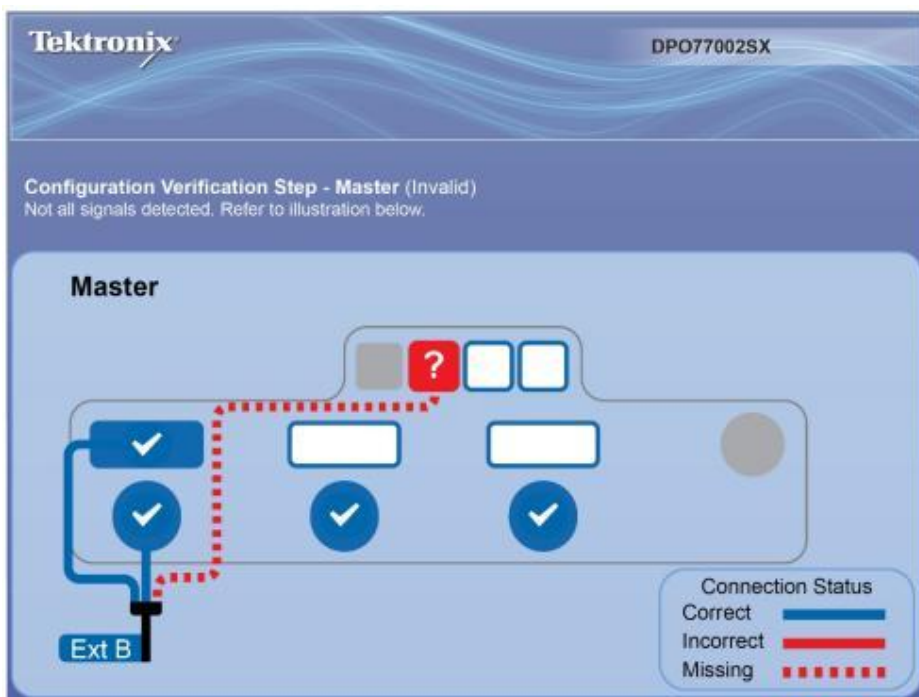 Tektronix
DPO77002SX
Configuration Verification Step - Master (Invalid)
Not all signals detected. Refer to illustration below.
Master
?
Ext B
Connection Status
Correct
Incorrect
Missing